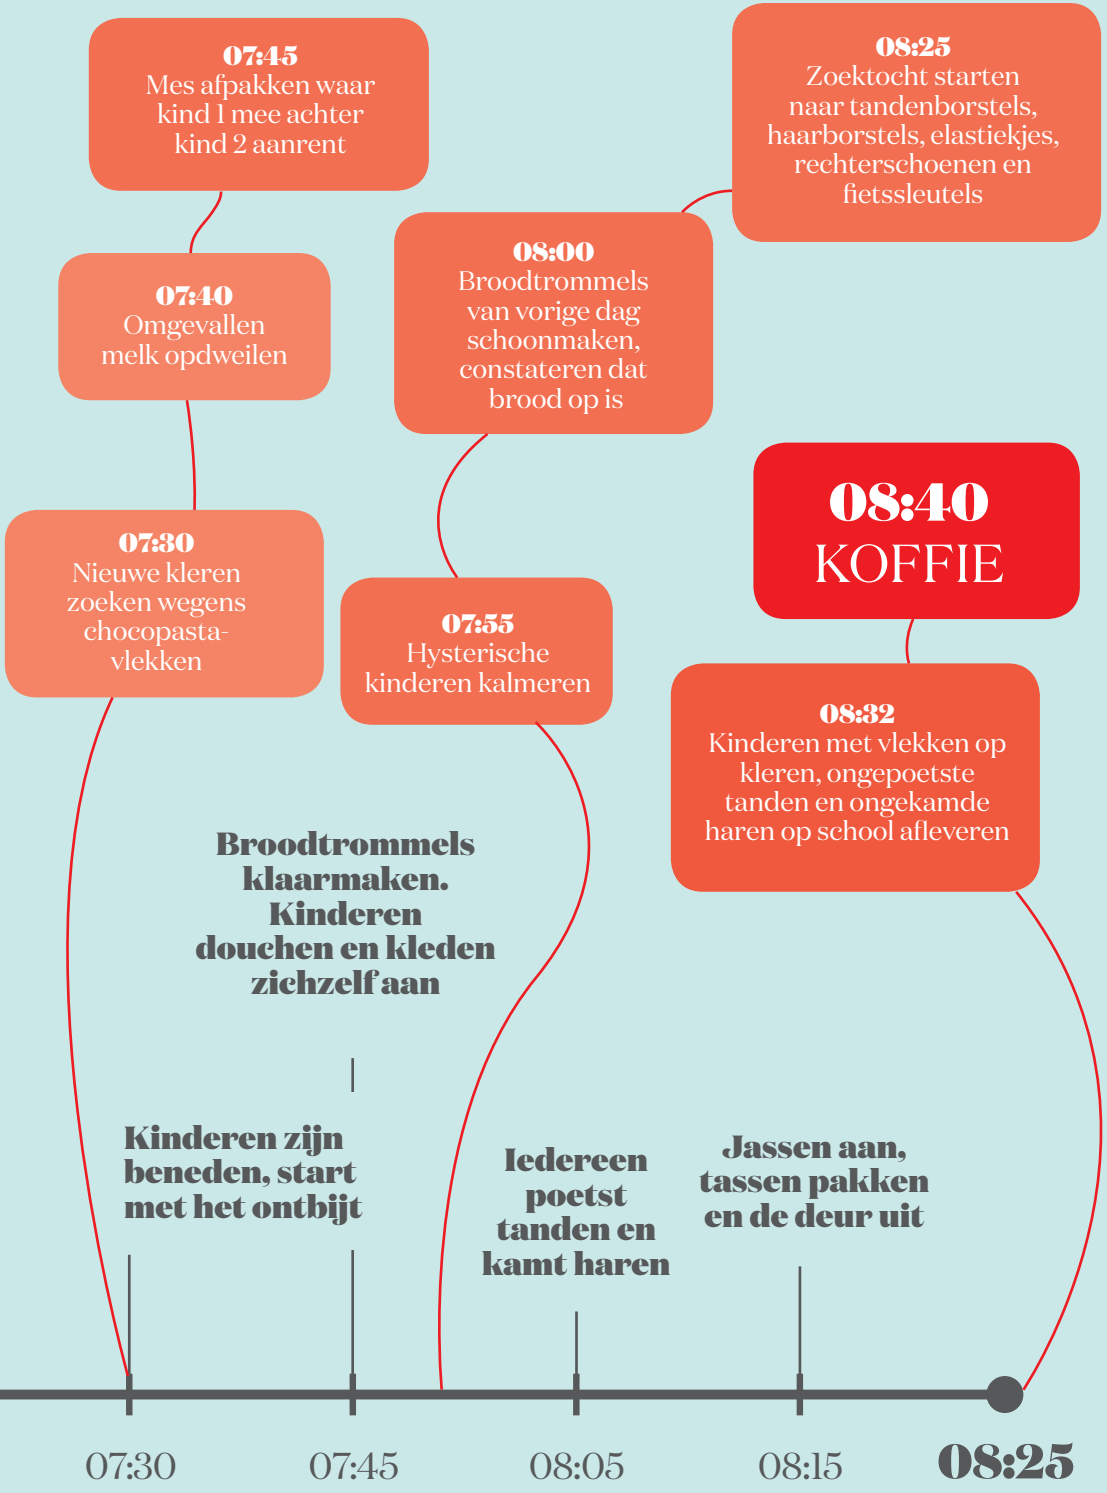 07:45
Mes afpakken waar
kind 1 mee achter
kind 2 aanrent
08:25
Zoektocht starten
naar tandenborstels,
haarborstels, elastiekjes,
rechterschoenen en
fietssleutels
08:00
Broodtrommels
van vorige dag
schoonmaken,
constateren dat
brood op is
07:40
Omgevallen
melk opdweilen
08:40
KOFFIE
07:30
Nieuwe kleren
zoeken wegens
chocopasta-
vlekken
07:55
Hysterische
kinderen kalmeren
08:32
Kinderen met vlekken op
kleren, ongepoetste
tanden en ongekamde
haren op school afleveren
Broodtrommels
klaarmaken.
Kinderen
douchen en kleden
zichzelf aan
Kinderen zijn
beneden, start
met het ontbijt
Iedereen
poetst
tanden en
kamt haren
Jassen aan,
tassen pakken
en de deur uit
07:30
07:45
08:05
08:15
08:25